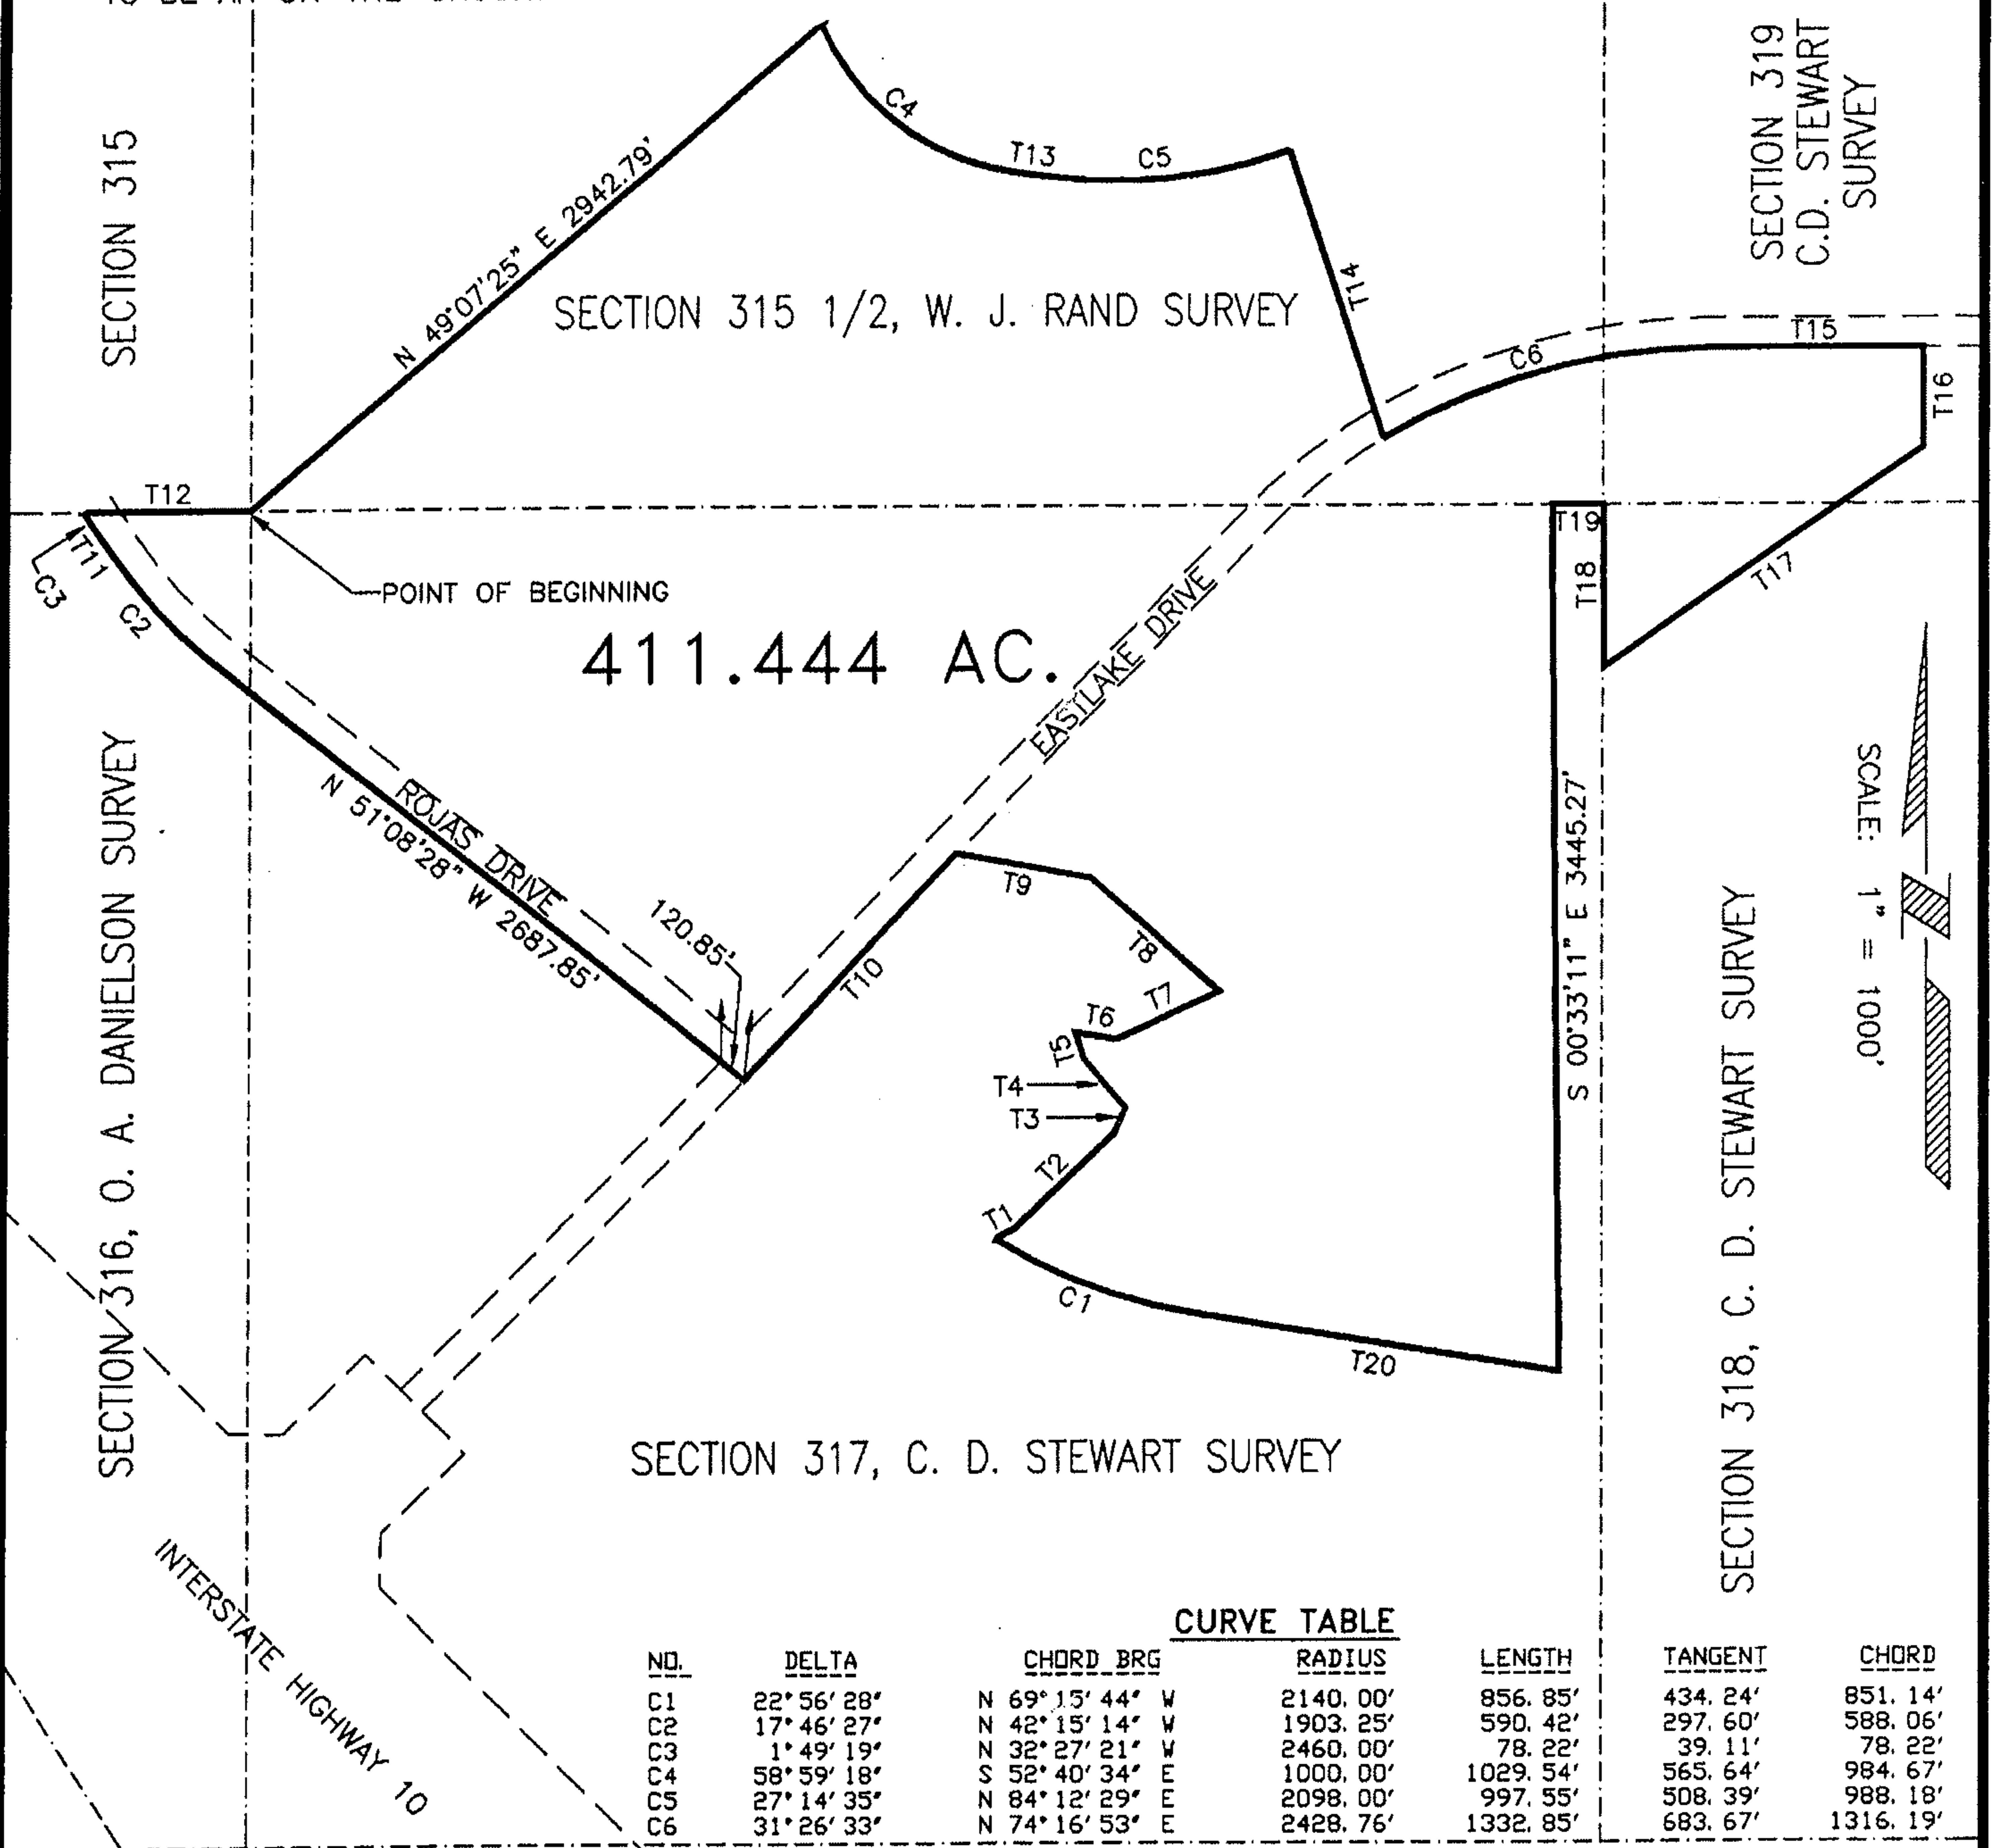 SECTION 315
SECTION 319
C.D. STEWART
SURVEY
C4
T13
C5
N 49°07'25" E 2942.79'
T14
SECTION 315 1/2, W. J. RAND SURVEY
C6
T15
T16
T12
T11
C3
C2
T19
T18
T17
POINT OF BEGINNING
411.444 AC.
EASTLAKE DRIVE
ROJAS DRIVE
N 51°08'28" W 2687.85'
120.85'
T10
T9
T8
T7
T6
T5
T4
T3
T2
T1
C1
T20
S 00°33'11" E 3445.27'
SCALE: 1" = 1000'
SECTION 316, O. A. DANIELSON SURVEY
SECTION 318, C. D. STEWART SURVEY
SECTION 317, C. D. STEWART SURVEY
INTERSTATE HIGHWAY 10
CURVE TABLE
NO. DELTA CHORD BRG RADIUS LENGTH TANGENT CHORD
C1 22°56'28" N 69°15'44" W 2140.00' 856.85' 434.24' 851.14'
C2 17°46'27" N 42°15'14" W 1903.25' 590.42' 297.60' 588.06'
C3 1°49'19" N 32°27'21" W 2460.00' 78.22' 39.11' 78.22'
C4 58°59'18" S 52°40'34" E 1000.00' 1029.54' 565.64' 984.67'
C5 27°14'35" N 84°12'29" E 2098.00' 997.55' 508.39' 988.18'
C6 31°26'33" N 74°16'53" E 2428.76' 1332.85' 683.67' 1316.19'